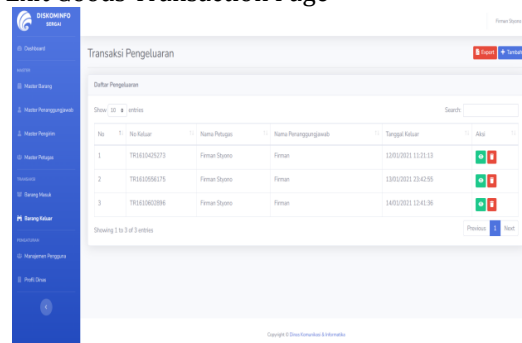 Exit Goods Transaction Page
DISKOMINFO
SERGAI
Dashboard
MASTER
Master Barang
Master Penanggungjawab
Master Pengirim
Master Petugas
TRANSAKSI
Barang Masuk
Barang Keluar
PENGATURAN
Manajemen Pengguna
Profil Dinas
Firman Styono
Transaksi Pengeluaran
Export + Tambah
Daftar Pengeluaran
Show 10 entries Search:
No No Keluar Nama Petugas Nama Penanggungjawab Tanggal Keluar Aksi
1 TR1610425273 Firman Styono Firman 12/01/2021 11:21:13
2 TR1610556175 Firman Styono Firman 13/01/2021 23:42:55
3 TR1610602896 Firman Styono Firman 14/01/2021 12:41:36
Showing 1 to 3 of 3 entries Previous 1 Next
Copyright © Dinas Komunikasi & Informatika